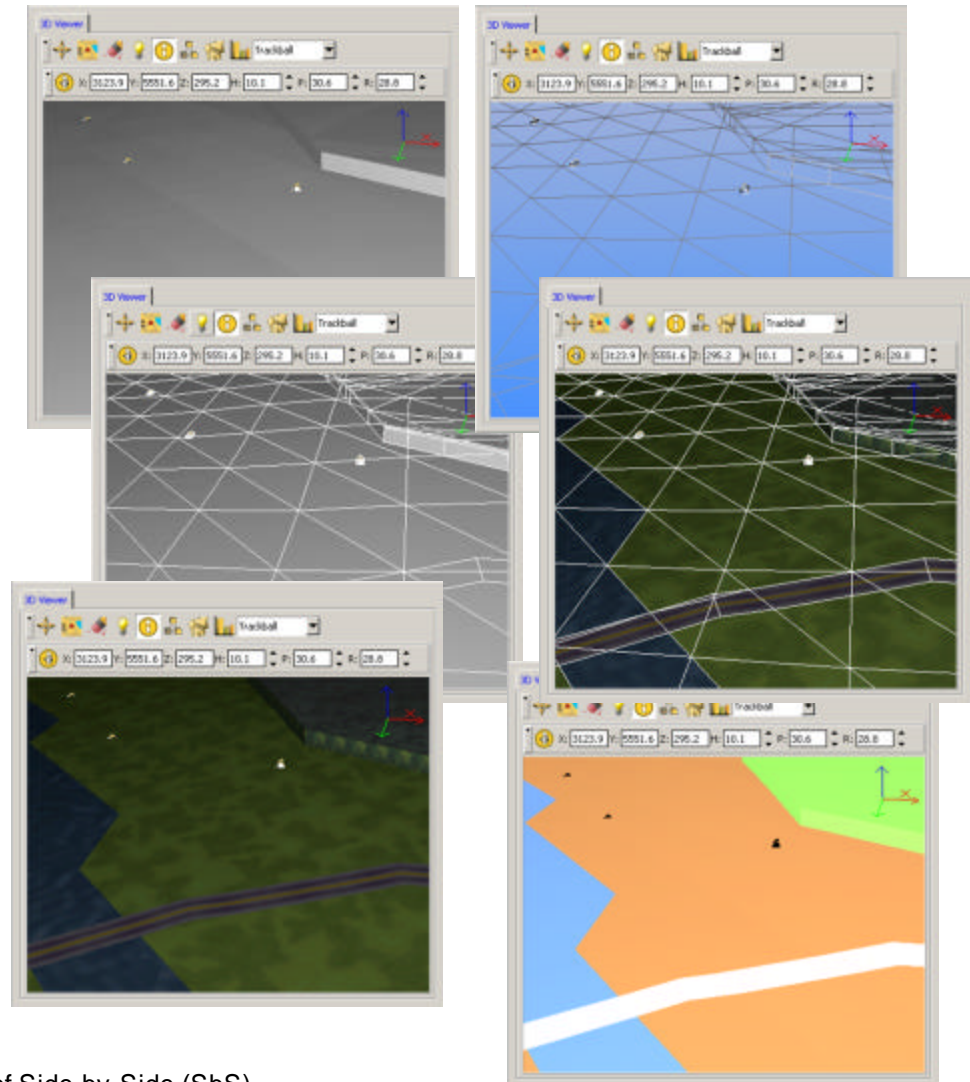 3D Viewer
Trackball
X: 3123.9 Y: 5551.6 Z: 295.2 H: 10.1 P: 30.6 R: 28.8
X
3D Viewer
Trackball
X: 3123.9 Y: 5551.6 Z: 295.2 H: 10.1 P: 30.6 R: 28.8
X
3D Viewer
Trackball
X: 3123.9 Y: 5551.6 Z: 295.2 H: 10.1 P: 30.6 R: 28.8
3D Viewer
Trackball
X: 3123.9 Y: 5551.6 Z: 295.2 H: 10.1 P: 30.6 R: 28.8
X
3D Viewer
Trackball
X: 3123.9 Y: 5551.6 Z: 295.2 H: 10.1 P: 30.6 R: 28.8
X
Trackball
X: 3123.9 Y: 5551.6 Z: 295.2 H: 10.1 P: 30.6 R: 28.8
X
Side by Side (SbS)